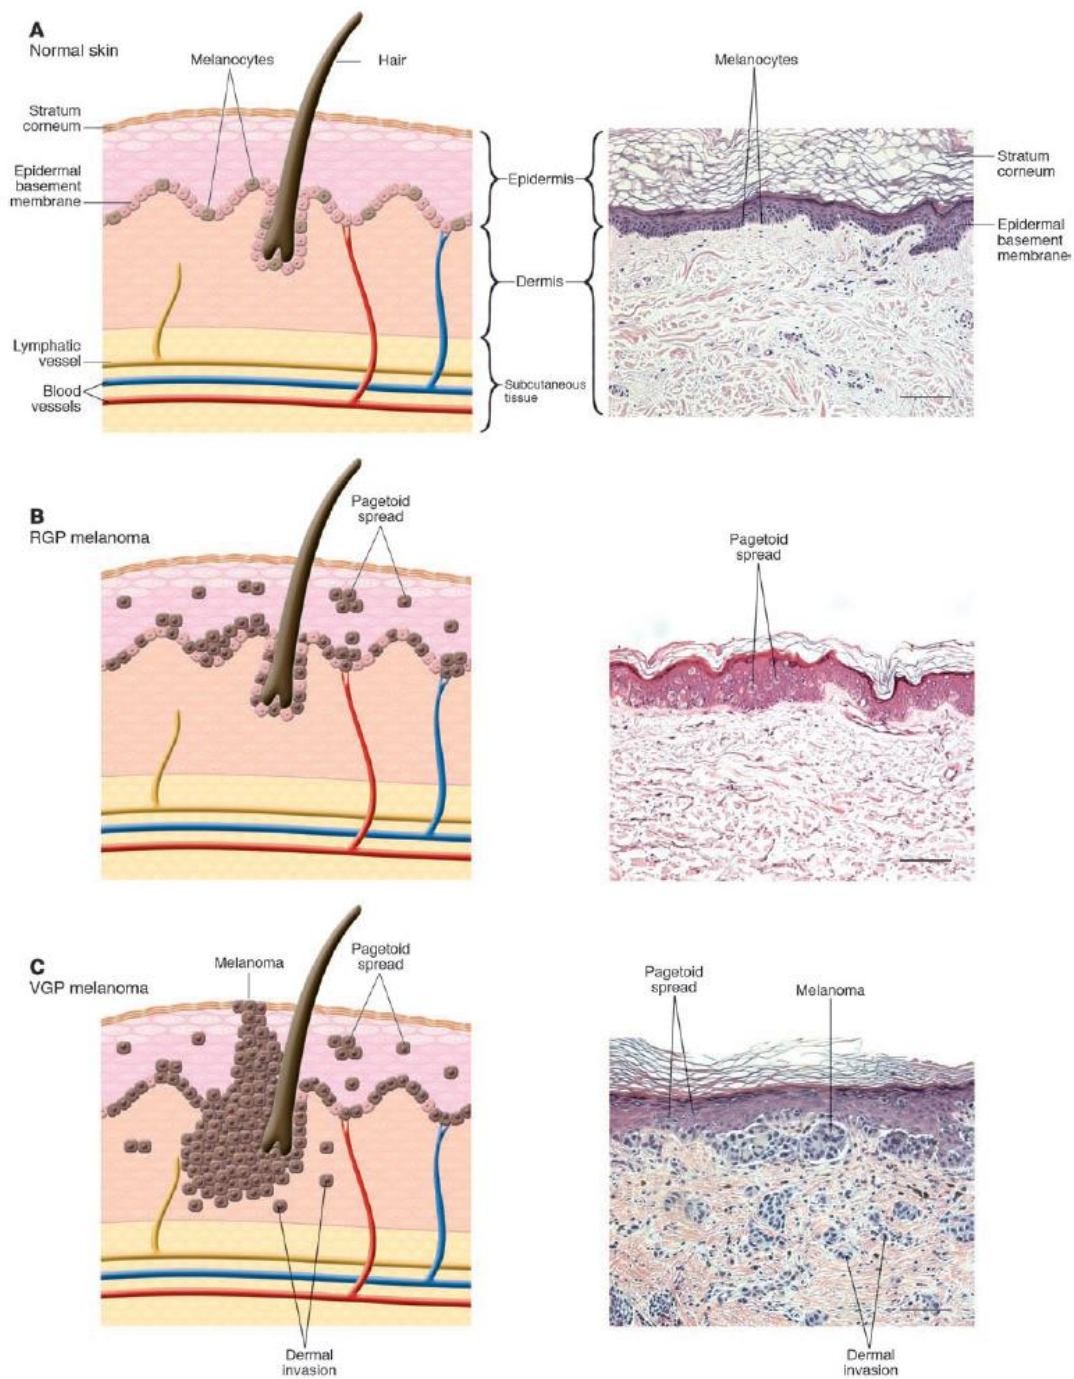 A
Normal skin
Melanocytes
Hair
Stratum
corneum
Epidermal
basement
membrane
Lymphatic
vessel
Blood
vessels
Epidermis
Dermis
Subcutaneous
tissue
Melanocytes
Stratum
corneum
Epidermal
basement
membrane
B
RGP melanoma
Pagetoid
spread
Pagetoid
spread
C
VGP melanoma
Melanoma
Pagetoid
spread
Dermal
invasion
Pagetoid
spread
Melanoma
Dermal
invasion